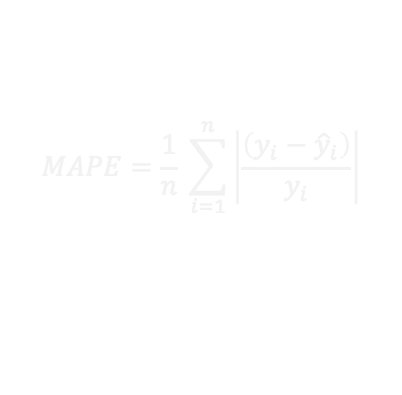 MAPE = \frac{1}{n} \sum_{i=1}^{n} \left| \frac{(y_i - \hat{y}_i)}{y_i} \right|